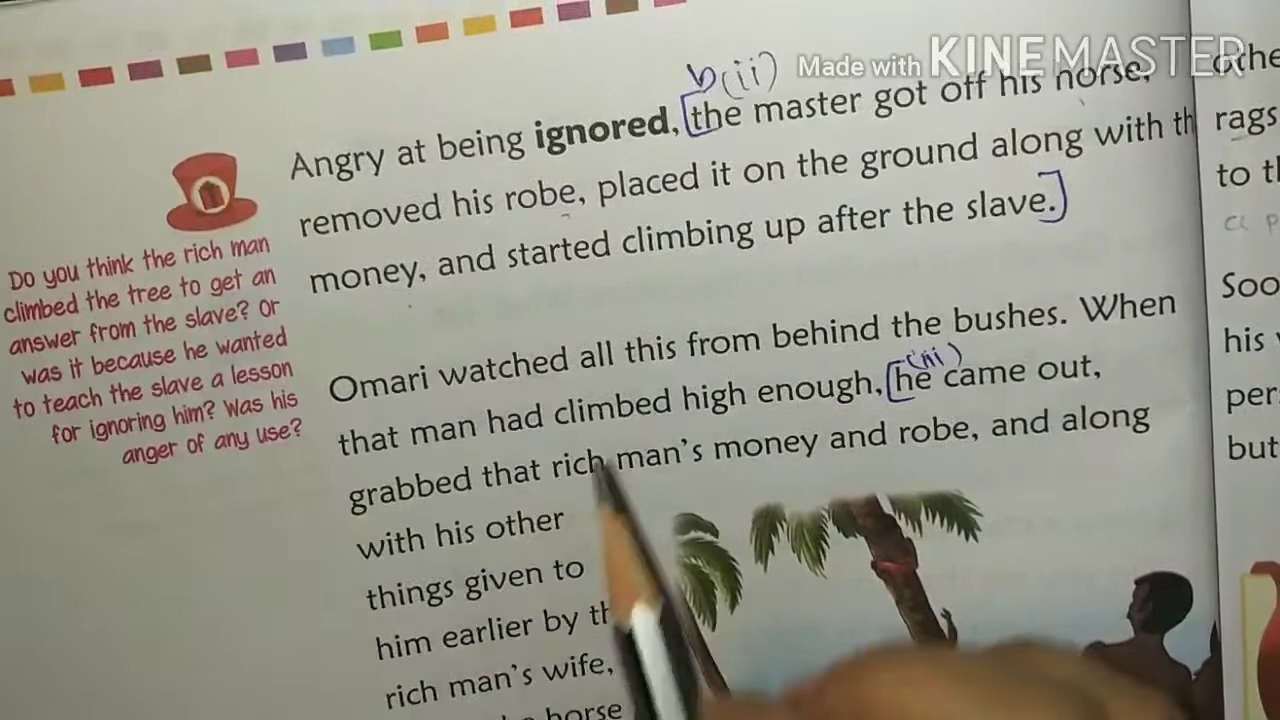 Made with KINEMASTER
b(ii)
Angry at being ignored, [the master got off his horse,
removed his robe, placed it on the ground along with th
money, and started climbing up after the slave.]
Do you think the rich man
climbed the tree to get an
answer from the slave? Or
was it because he wanted
to teach the slave a lesson
for ignoring him? Was his
anger of any use?
Omari watched all this from behind the bushes. When
(iii)
that man had climbed high enough, [he came out,
grabbed that rich man's money and robe, and along
with his other
things given to
him earlier by th
rich man's wife,
horse
othe
rags
to th
a p
Soo
his
per
but